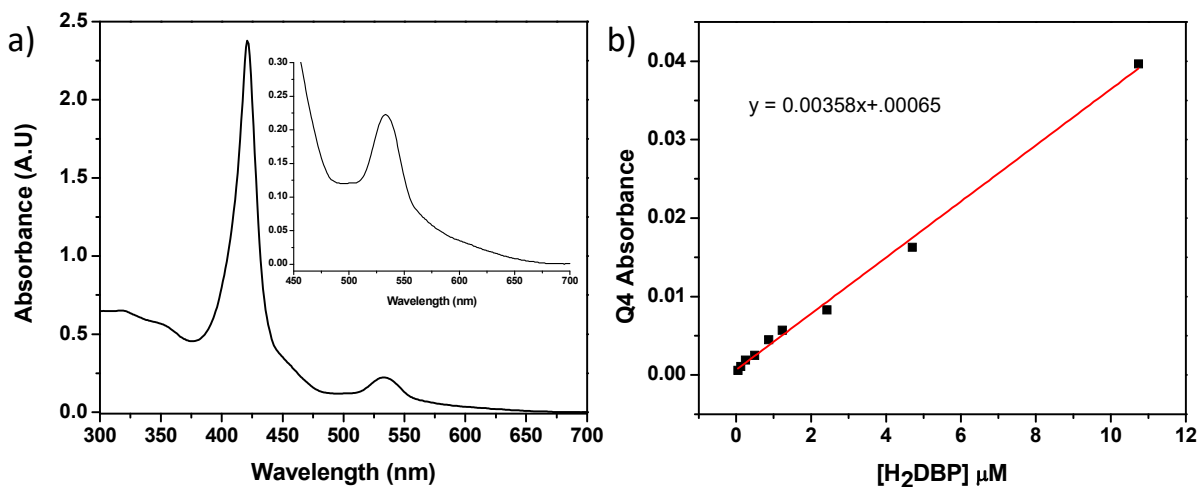 a)
2.5
2.0
1.5
1.0
0.5
0.0
Absorbance (A.U)
300 350 400 450 500 550 600 650 700
Wavelength (nm)
0.30
0.25
0.20
0.15
0.10
0.05
0.00
450 500 550 600 650 700
Wavelength (nm)
b)
0.04
0.03
0.02
0.01
0.00
Q4 Absorbance
y = 0.00358x+.00065
0 2 4 6 8 10 12
[H₂DBP] μM